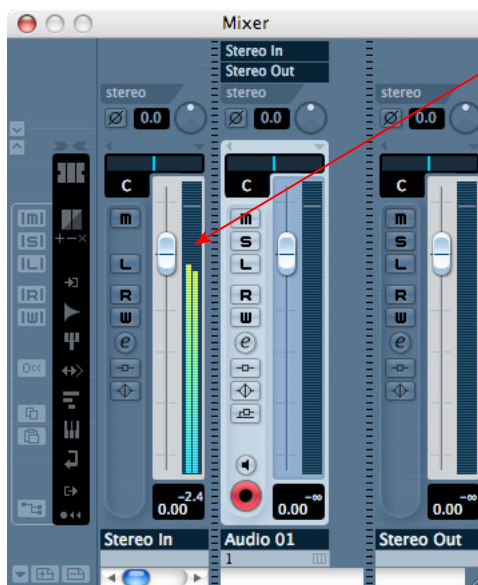 Mixer
Stereo In
Stereo Out
stereo
stereo
stereo
0.0
0.0
0.0
C
C
C
[m]
m
m
m
[S]
S
S
+−×
[L]
L
L
L
[R]
R
R
R
[W]
W
W
W
e
e
e
0<<
-2.4
0.00
-∞
0.00
-∞
0.00
Stereo In
Audio 01
Stereo Out
1